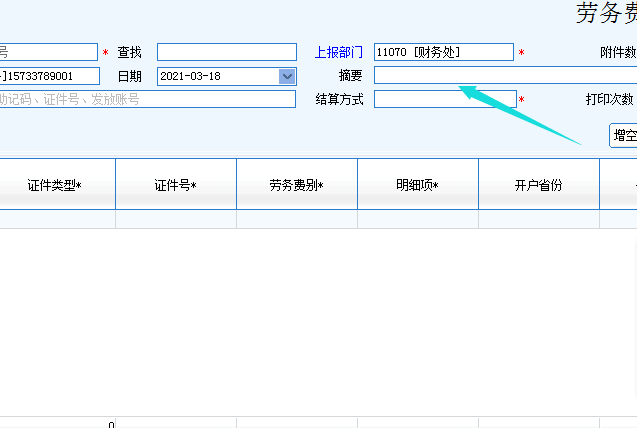 劳务费
号 * 查找 上报部门 11070 [财务处] * 附件数
]15733789001 日期 2021-03-18 摘要
助记码、证件号、发放账号 结算方式 * 打印次数
增空
证件类型* 证件号* 劳务费别* 明细项* 开户省份
0